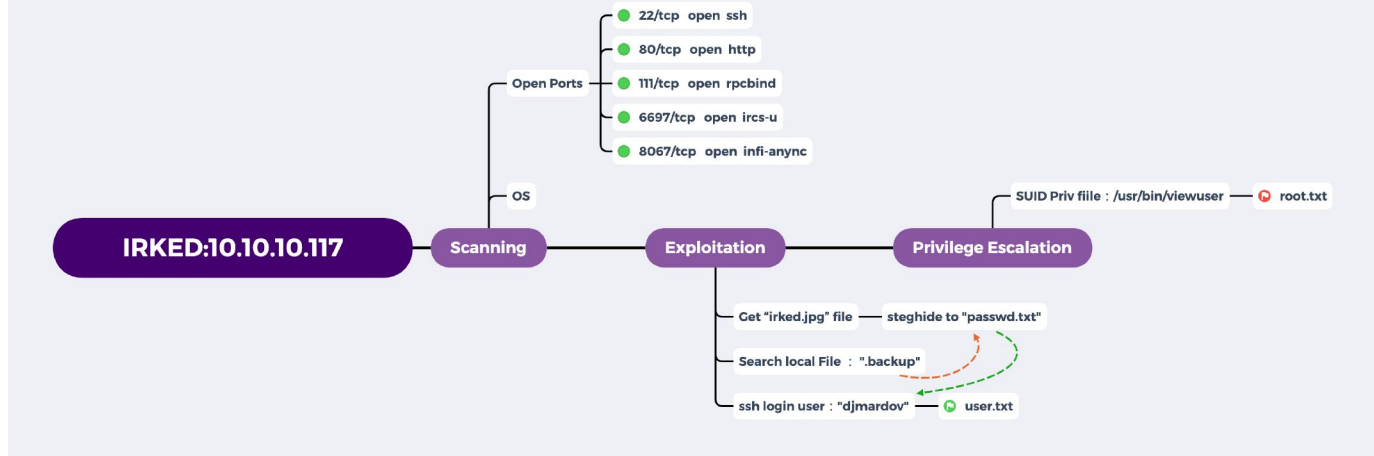 22/tcp open ssh
80/tcp open http
Open Ports
111/tcp open rpcbind
6697/tcp open ircs-u
8067/tcp open infi-anync
OS
SUID Priv fiile : /usr/bin/viewuser
root.txt
IRKED:10.10.10.117
Scanning
Exploitation
Privilege Escalation
Get “irked.jpg” file
steghide to "passwd.txt"
Search local File : ".backup"
ssh login user : "djmardov"
user.txt